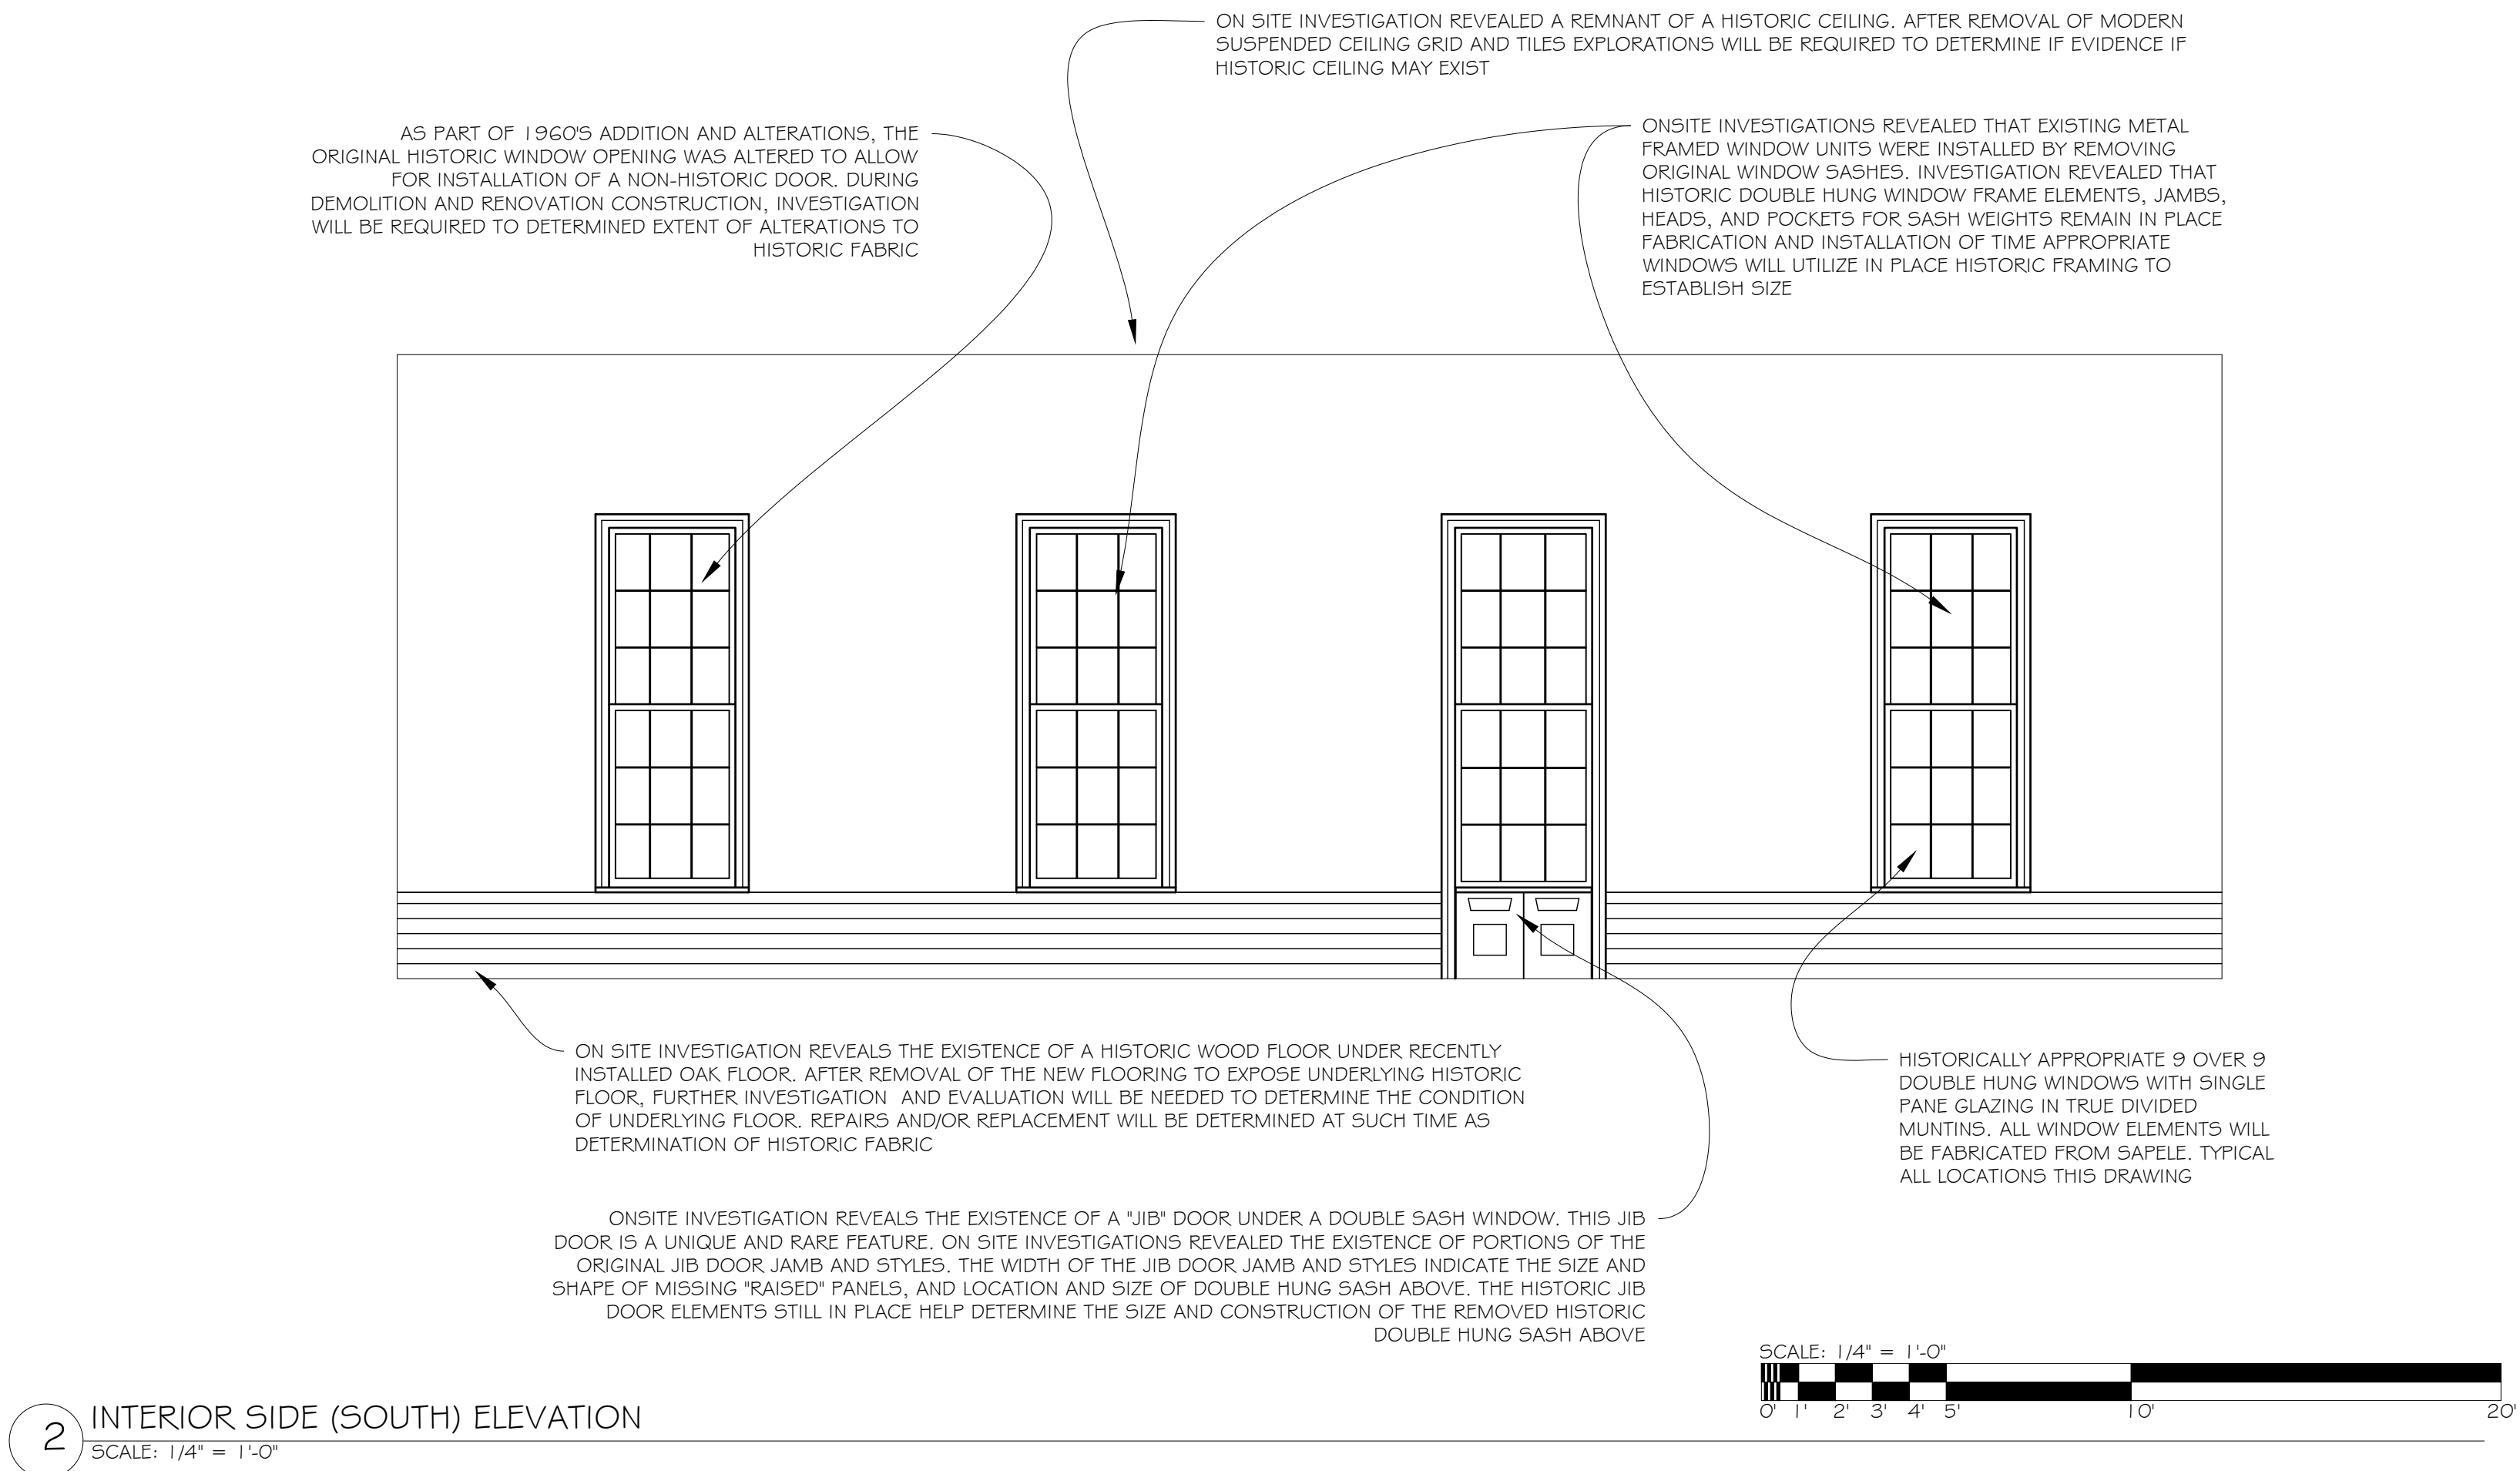 ON SITE INVESTIGATION REVEALED A REMNANT OF A HISTORIC CEILING. AFTER REMOVAL OF MODERN
SUSPENDED CEILING GRID AND TILES EXPLORATIONS WILL BE REQUIRED TO DETERMINE IF EVIDENCE IF
HISTORIC CEILING MAY EXIST
AS PART OF 1960'S ADDITION AND ALTERATIONS, THE
ORIGINAL HISTORIC WINDOW OPENING WAS ALTERED TO ALLOW
FOR INSTALLATION OF A NON-HISTORIC DOOR. DURING
DEMOLITION AND RENOVATION CONSTRUCTION, INVESTIGATION
WILL BE REQUIRED TO DETERMINED EXTENT OF ALTERATIONS TO
HISTORIC FABRIC
ONSITE INVESTIGATIONS REVEALED THAT EXISTING METAL
FRAMED WINDOW UNITS WERE INSTALLED BY REMOVING
ORIGINAL WINDOW SASHES. INVESTIGATION REVEALED THAT
HISTORIC DOUBLE HUNG WINDOW FRAME ELEMENTS, JAMBS,
HEADS, AND POCKETS FOR SASH WEIGHTS REMAIN IN PLACE
FABRICATION AND INSTALLATION OF TIME APPROPRIATE
WINDOWS WILL UTILIZE IN PLACE HISTORIC FRAMING TO
ESTABLISH SIZE
ON SITE INVESTIGATION REVEALS THE EXISTENCE OF A HISTORIC WOOD FLOOR UNDER RECENTLY
INSTALLED OAK FLOOR. AFTER REMOVAL OF THE NEW FLOORING TO EXPOSE UNDERLYING HISTORIC
FLOOR, FURTHER INVESTIGATION  AND EVALUATION WILL BE NEEDED TO DETERMINE THE CONDITION
OF UNDERLYING FLOOR. REPAIRS AND/OR REPLACEMENT WILL BE DETERMINED AT SUCH TIME AS
DETERMINATION OF HISTORIC FABRIC
HISTORICALLY APPROPRIATE 9 OVER 9
DOUBLE HUNG WINDOWS WITH SINGLE
PANE GLAZING IN TRUE DIVIDED
MUNTINS. ALL WINDOW ELEMENTS WILL
BE FABRICATED FROM SAPELE. TYPICAL
ALL LOCATIONS THIS DRAWING
ONSITE INVESTIGATION REVEALS THE EXISTENCE OF A "JIB" DOOR UNDER A DOUBLE SASH WINDOW. THIS JIB
DOOR IS A UNIQUE AND RARE FEATURE. ON SITE INVESTIGATIONS REVEALED THE EXISTENCE OF PORTIONS OF THE
ORIGINAL JIB DOOR JAMB AND STYLES. THE WIDTH OF THE JIB DOOR JAMB AND STYLES INDICATE THE SIZE AND
SHAPE OF MISSING "RAISED" PANELS, AND LOCATION AND SIZE OF DOUBLE HUNG SASH ABOVE. THE HISTORIC JIB
DOOR ELEMENTS STILL IN PLACE HELP DETERMINE THE SIZE AND CONSTRUCTION OF THE REMOVED HISTORIC
DOUBLE HUNG SASH ABOVE
SCALE: 1/4" = 1'-0"
0' 1' 2' 3' 4' 5' 10' 20'
2 INTERIOR SIDE (SOUTH) ELEVATION
SCALE: 1/4" = 1'-0"